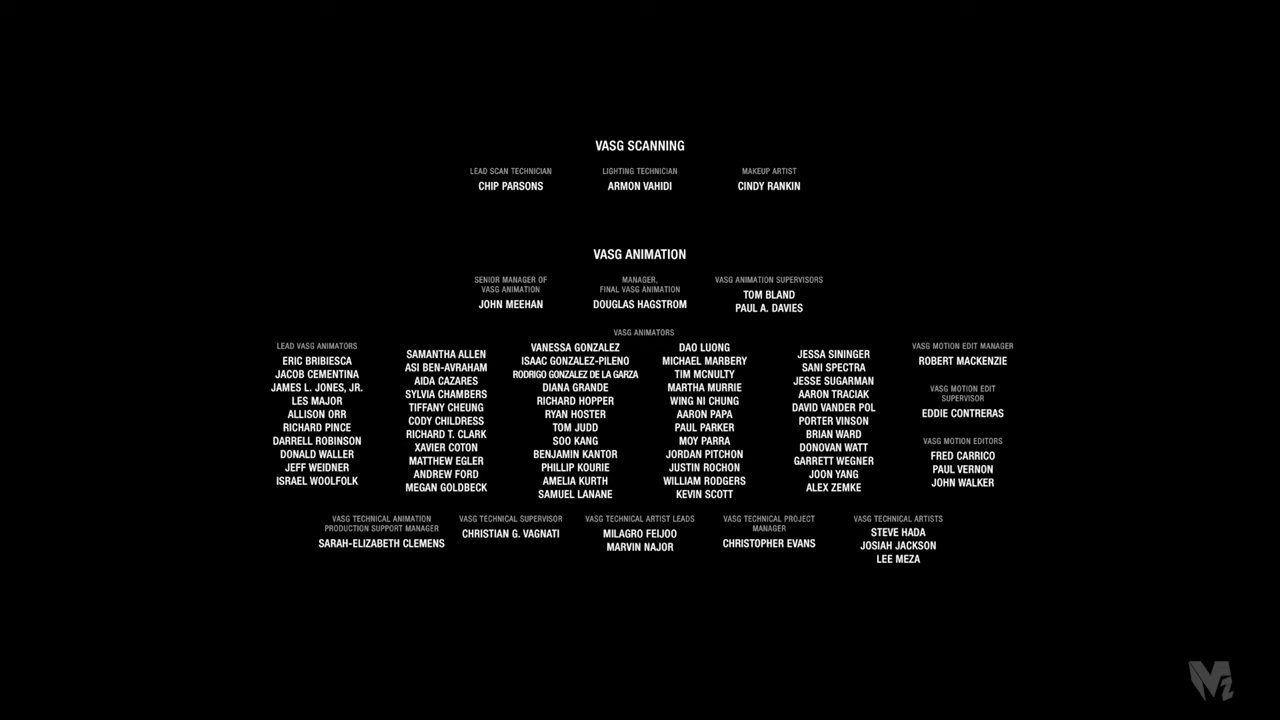 VASG SCANNING
LEAD SCAN TECHNICIAN
CHIP PARSONS
LIGHTING TECHNICIAN
ARMON VAHIDI
MAKEUP ARTIST
CINDY RANKIN
VASG ANIMATION
SENIOR MANAGER OF
VASG ANIMATION
JOHN MEEHAN
MANAGER,
FINAL VASG ANIMATION
DOUGLAS HAGSTROM
VASG ANIMATION SUPERVISORS
TOM BLAND
PAUL A. DAVIES
LEAD VASG ANIMATORS
ERIC BRIBIESCA
JACOB CEMENTINA
JAMES L. JONES, JR.
LES MAJOR
ALLISON ORR
RICHARD PINCE
DARRELL ROBINSON
DONALD WALLER
JEFF WEIDNER
ISRAEL WOOLFOLK
VASG ANIMATORS
SAMANTHA ALLEN
ASI BEN-AVRAHAM
AIDA CAZARES
SYLVIA CHAMBERS
TIFFANY CHEUNG
CODY CHILDRESS
RICHARD T. CLARK
XAVIER COTON
MATTHEW EGLER
ANDREW FORD
MEGAN GOLDBECK
VANESSA GONZALEZ
ISAAC GONZALEZ-PILENO
RODRIGO GONZALEZ DE LA GARZA
DIANA GRANDE
RICHARD HOPPER
RYAN HOSTER
TOM JUDD
SOO KANG
BENJAMIN KANTOR
PHILLIP KOURIE
AMELIA KURTH
SAMUEL LANANE
DAO LUONG
MICHAEL MARBERY
TIM MCNULTY
MARTHA MURRIE
WING NI CHUNG
AARON PAPA
PAUL PARKER
MOY PARRA
JORDAN PITCHON
JUSTIN ROCHON
WILLIAM RODGERS
KEVIN SCOTT
JESSA SININGER
SANI SPECTRA
JESSE SUGARMAN
AARON TRACIAK
DAVID VANDER POL
PORTER VINSON
BRIAN WARD
DONOVAN WATT
GARRETT WEGNER
JOON YANG
ALEX ZEMKE
VASG MOTION EDIT MANAGER
ROBERT MACKENZIE
VASG MOTION EDIT
SUPERVISOR
EDDIE CONTRERAS
VASG MOTION EDITORS
FRED CARRICO
PAUL VERNON
JOHN WALKER
VASG TECHNICAL ANIMATION
PRODUCTION SUPPORT MANAGER
SARAH-ELIZABETH CLEMENS
VASG TECHNICAL SUPERVISOR
CHRISTIAN G. VAGNATI
VASG TECHNICAL ARTIST LEADS
MILAGRO FEIJOO
MARVIN NAJOR
VASG TECHNICAL PROJECT
MANAGER
CHRISTOPHER EVANS
VASG TECHNICAL ARTISTS
STEVE HADA
JOSIAH JACKSON
LEE MEZA